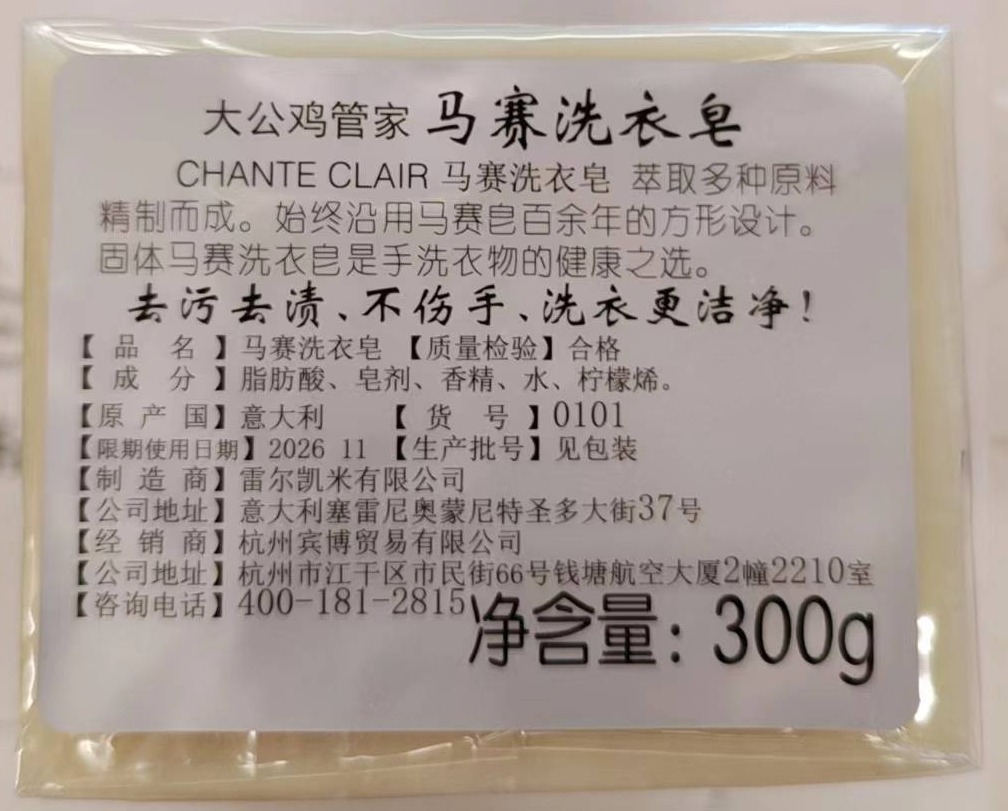 大公鸡管家 马赛洗衣皂
CHANTE CLAIR 马赛洗衣皂 萃取多种原料
精制而成。始终沿用马赛皂百余年的方形设计。
固体马赛洗衣皂是手洗衣物的健康之选。
去污去渍、不伤手、洗衣更洁净！
【品 名】马赛洗衣皂 【质量检验】合格
【成 分】脂肪酸、皂剂、香精、水、柠檬烯。
【原产国】意大利 【货 号】0101
【限期使用日期】2026 11 【生产批号】见包装
【制造商】雷尔凯米有限公司
【公司地址】意大利塞雷尼奥蒙尼特圣多大街37号
【经销商】杭州宾博贸易有限公司
【公司地址】杭州市江干区市民街66号钱塘航空大厦2幢2210室
【咨询电话】400-181-2815
净含量：300g